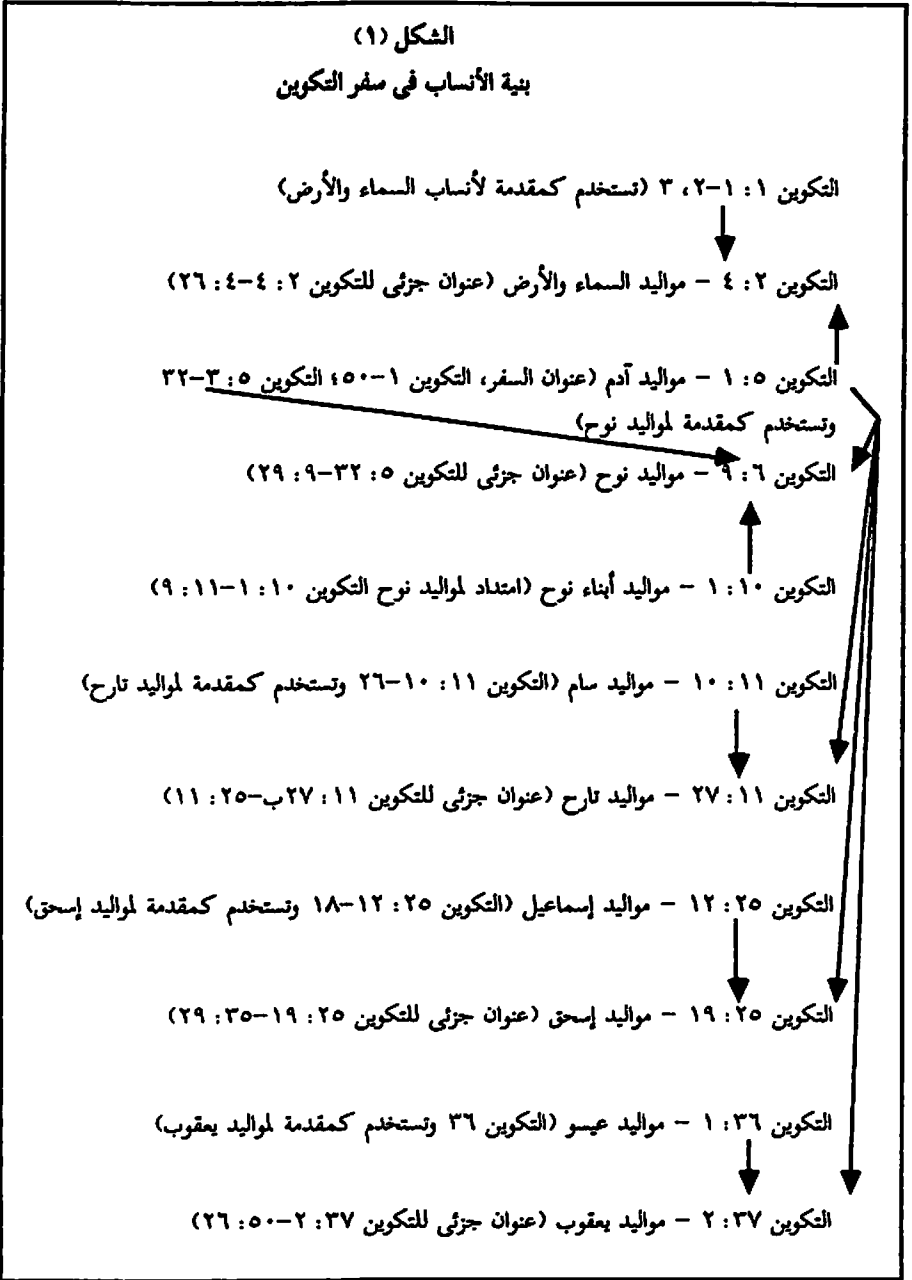 الشكل (١)
بنية الأنساب فى سفر التكوين
التكوين ١ : ١-٢، ٣ (تستخدم كمقدمة لأنساب السماء والأرض)
التكوين ٢ : ٤ – مواليد السماء والأرض (عنوان جزئى للتكوين ٢ : ٤-٤ : ٢٦)
التكوين ٥ : ١ – مواليد آدم (عنوان السفر، التكوين ١-٥٠؛ التكوين ٥ : ٣-٣٢
وتستخدم كمقدمة لمواليد نوح)
التكوين ٦ : ٩ – مواليد نوح (عنوان جزئى للتكوين ٥ : ٣٢-٩ : ٢٩)
التكوين ١٠ : ١ – مواليد أبناء نوح (امتداد لمواليد نوح التكوين ١٠ : ١-١١ : ٩)
التكوين ١١ : ١٠ – مواليد سام (التكوين ١١ : ١٠-٢٦ وتستخدم كمقدمة لمواليد تارح)
التكوين ١١ : ٢٧ – مواليد تارح (عنوان جزئى للتكوين ١١ : ٢٧ب-٢٥ : ١١)
التكوين ٢٥ : ١٢ – مواليد إسماعيل (التكوين ٢٥ : ١٢-١٨ وتستخدم كمقدمة لمواليد إسحق)
التكوين ٢٥ : ١٩ – مواليد إسحق (عنوان جزئى للتكوين ٢٥ : ١٩-٣٥ : ٢٩)
التكوين ٣٦ : ١ – مواليد عيسو (التكوين ٣٦ وتستخدم كمقدمة لمواليد يعقوب)
التكوين ٣٧ : ٢ – مواليد يعقوب (عنوان جزئى للتكوين ٣٧ : ٢-٥٠ : ٢٦)